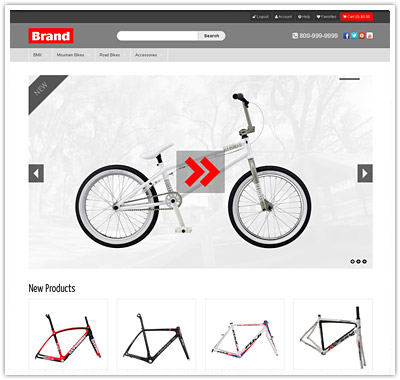 Logout Account Help Favorites Cart (0) $0.00
Brand
Search
800-999-9999
BMX Mountain Bikes Road Bikes Accessories
NEW
New Products